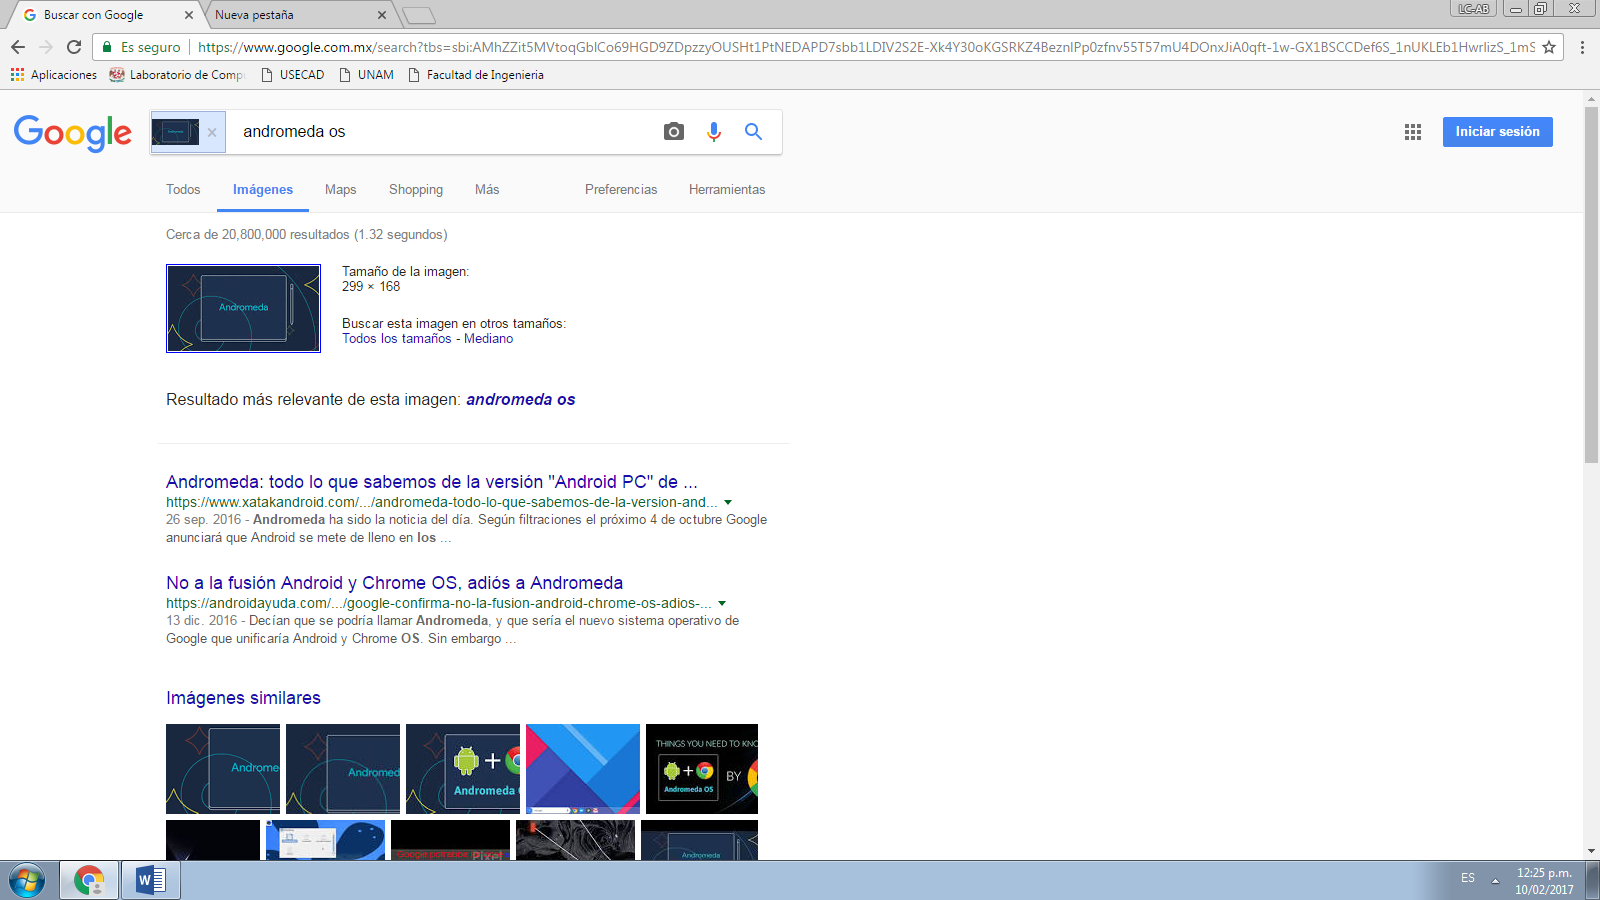 Buscar con Google
Nueva pestaña
LC-AB
Es seguro
https://www.google.com.mx/search?tbs=sbi:
Aplicaciones
Laboratorio de Comp
USECAD
UNAM
Facultad de Ingenieria
Google
andromeda os
Iniciar sesión
Todos
Imágenes
Maps
Shopping
Más
Preferencias
Herramientas
Cerca de 20,800,000 resultados (1.32 segundos)
Andromeda
Tamaño de la imagen:
299 × 168
Buscar esta imagen en otros tamaños:
Todos los tamaños - Mediano
Resultado más relevante de esta imagen: andromeda os
Andromeda: todo lo que sabemos de la versión "Android PC" de ...
https://www.xatakandroid.com/.../andromeda-todo-lo-que-sabemos-de-la-version-and...
26 sep. 2016 - Andromeda ha sido la noticia del día. Según filtraciones el próximo 4 de octubre Google
anunciará que Android se mete de lleno en los ...
No a la fusión Android y Chrome OS, adiós a Andromeda
https://androidayuda.com/.../google-confirma-no-la-fusion-android-chrome-os-adios-...
13 dic. 2016 - Decían que se podría llamar Andromeda, y que sería el nuevo sistema operativo de
Google que unificaría Android y Chrome OS. Sin embargo ...
Imágenes similares
Androme
Andromed
Andromeda
THINGS YOU NEED TO KNO
BY
Andromeda OS
Andromeda
ES
12:25 p.m.
10/02/2017